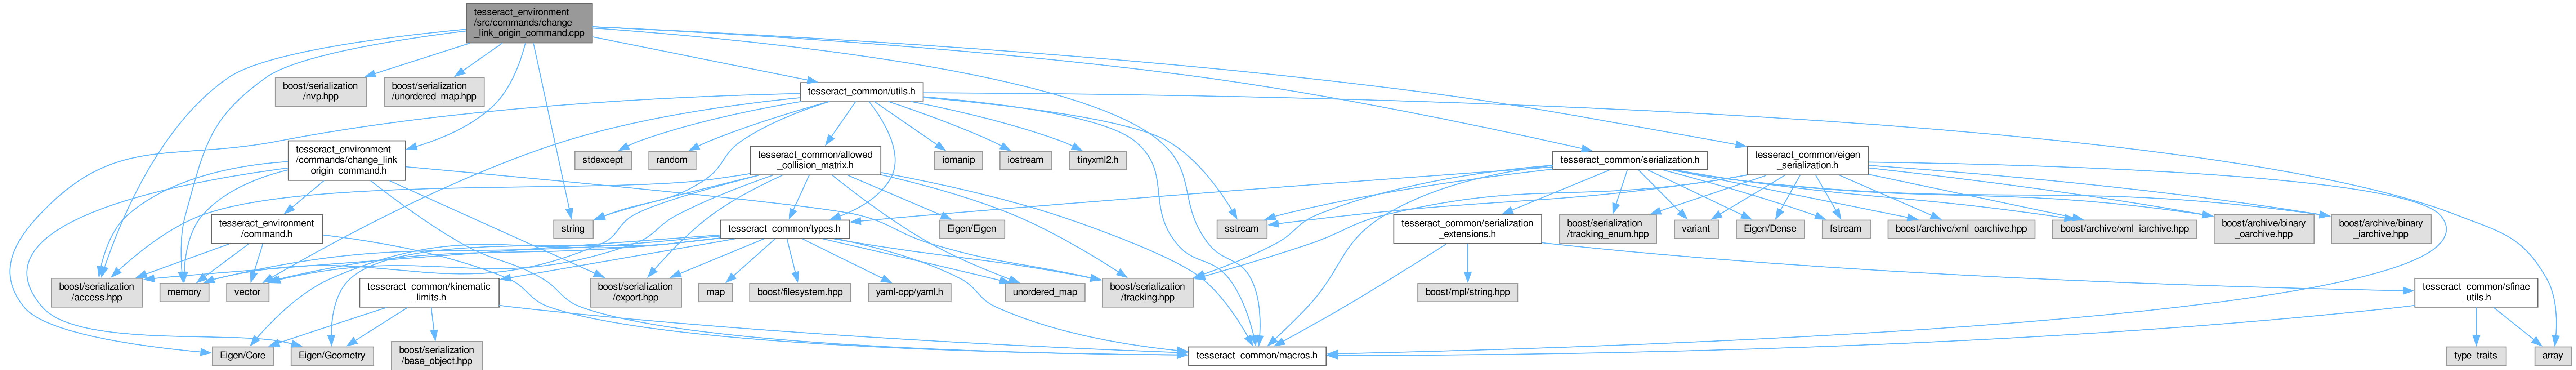 tesseract_environment
/src/commands/change
_link_origin_command.cpp
boost/serialization
/nvp.hpp
boost/serialization
/unordered_map.hpp
tesseract_common/utils.h
tesseract_environment
/commands/change_link
_origin_command.h
stdexcept
random
tesseract_common/allowed
_collision_matrix.h
iomanip
iostream
tinyxml2.h
tesseract_common/serialization.h
tesseract_common/eigen
_serialization.h
tesseract_environment
/command.h
string
tesseract_common/types.h
Eigen/Eigen
sstream
tesseract_common/serialization
_extensions.h
boost/serialization
/tracking_enum.hpp
variant
Eigen/Dense
fstream
boost/archive/xml_oarchive.hpp
boost/archive/xml_iarchive.hpp
boost/archive/binary
_oarchive.hpp
boost/archive/binary
_iarchive.hpp
boost/serialization
/access.hpp
memory
vector
tesseract_common/kinematic
_limits.h
boost/serialization
/export.hpp
map
boost/filesystem.hpp
yaml-cpp/yaml.h
unordered_map
boost/serialization
/tracking.hpp
boost/mpl/string.hpp
tesseract_common/sfinae
_utils.h
Eigen/Core
Eigen/Geometry
boost/serialization
/base_object.hpp
tesseract_common/macros.h
type_traits
array